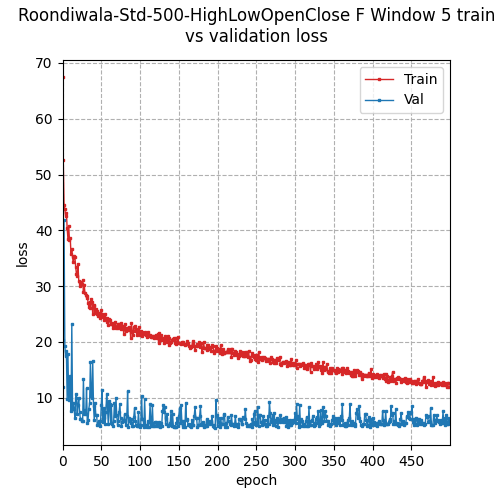 Roondiwala-Std-500-HighLowOpenClose F Window 5 train
vs validation loss
Train
Val
70
60
50
40
30
20
10
loss
0 50 100 150 200 250 300 350 400 450
epoch